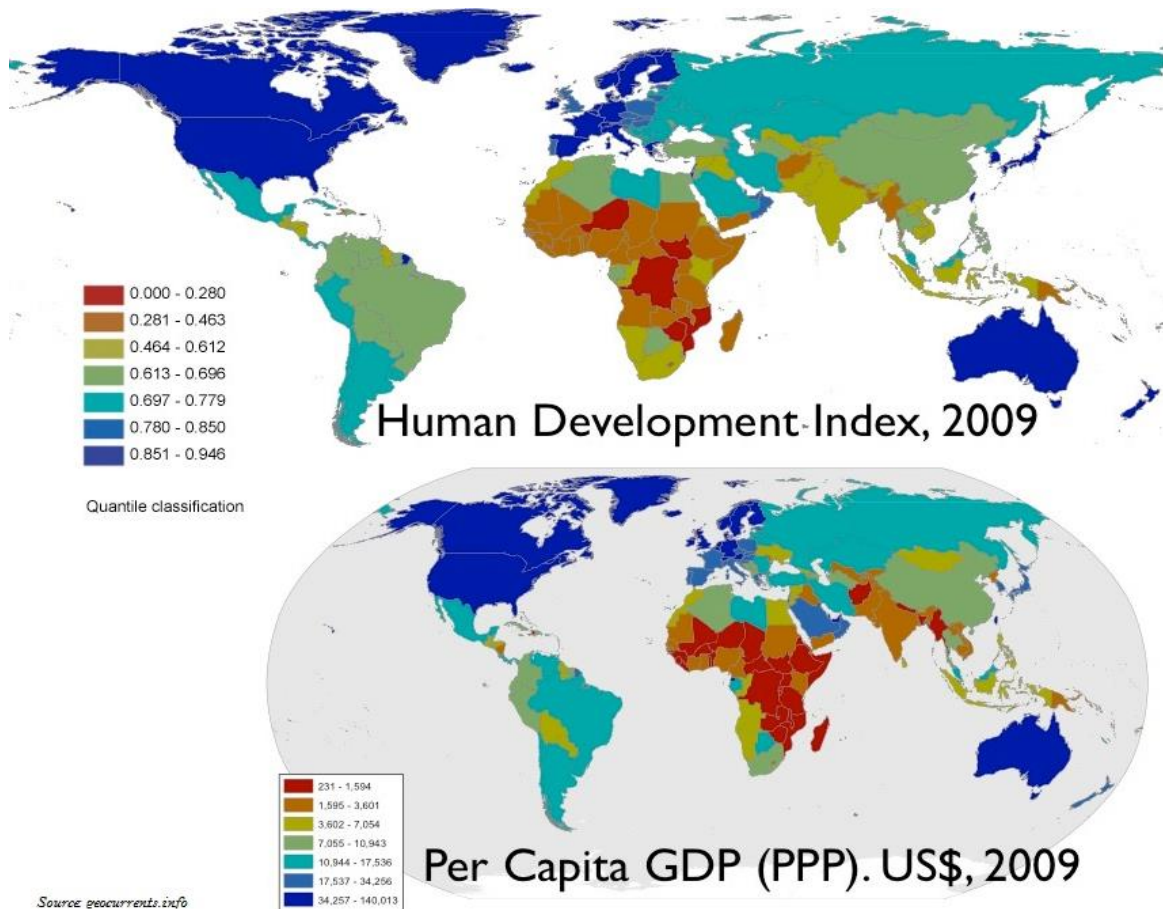 0.000 - 0.280
0.281 - 0.463
0.464 - 0.612
0.613 - 0.696
0.697 - 0.779
0.780 - 0.850
0.851 - 0.946
Human Development Index, 2009
Quantile classification
231 - 1,594
1,595 - 3,601
3,602 - 7,054
7,055 - 10,943
10,944 - 17,536
17,537 - 34,256
34,257 - 140,013
Per Capita GDP (PPP). US$, 2009
Source: geocurrents.info